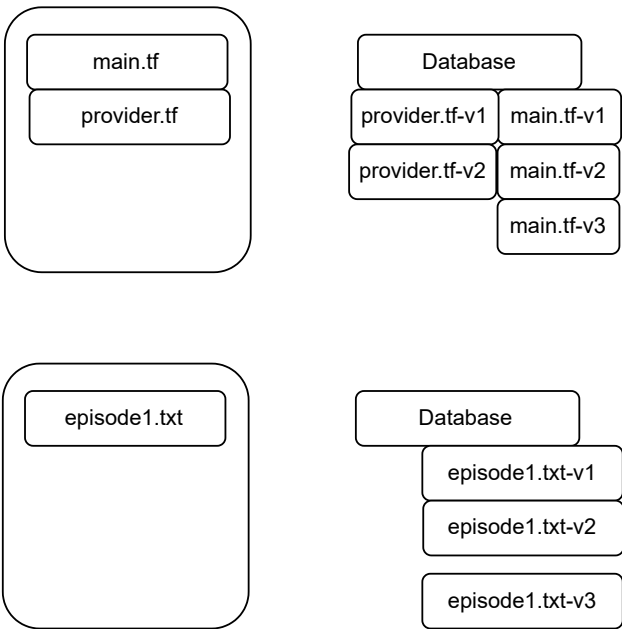 main.tf
provider.tf
Database
provider.tf-v1
main.tf-v1
provider.tf-v2
main.tf-v2
main.tf-v3
episode1.txt
Database
episode1.txt-v1
episode1.txt-v2
episode1.txt-v3